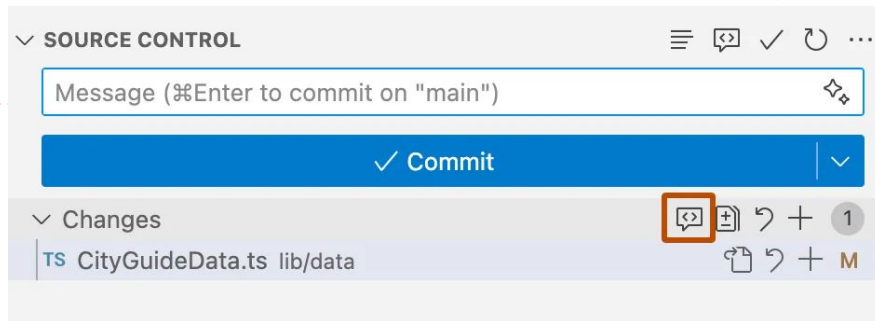 SOURCE CONTROL
Message (⌘Enter to commit on "main")
Commit
Changes 1
TS CityGuideData.ts lib/data M